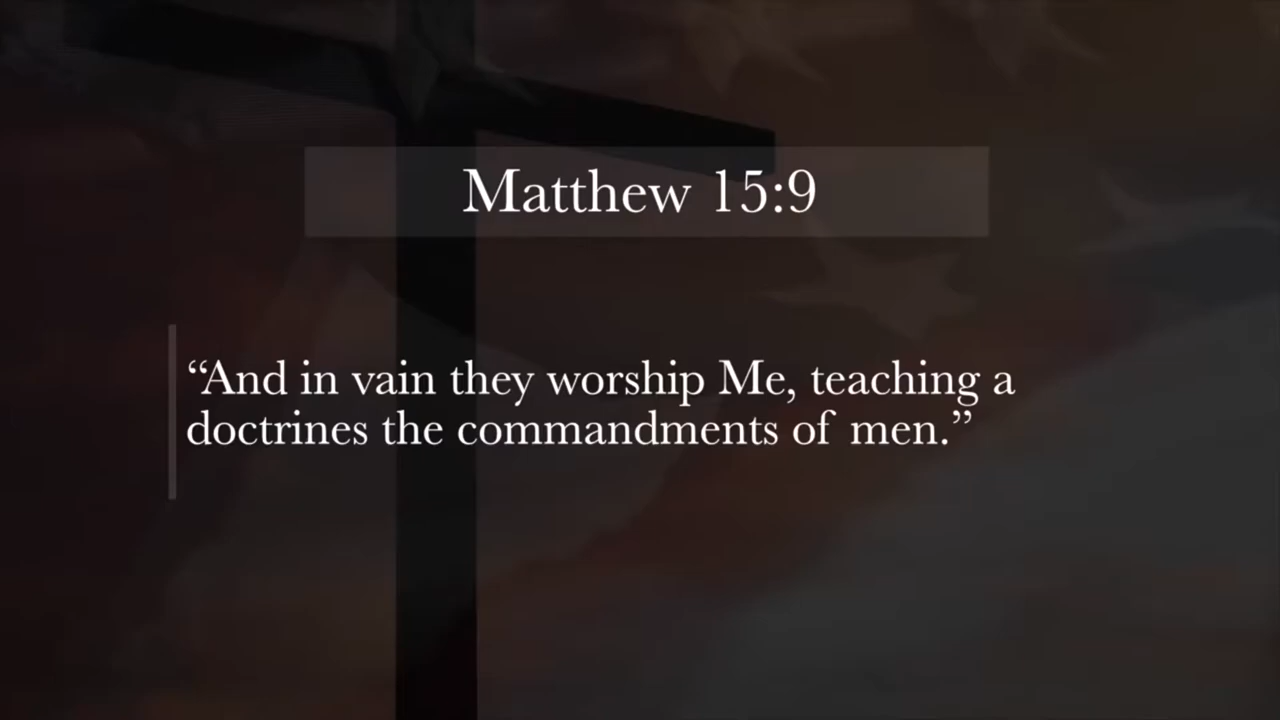 Matthew 15:9
“And in vain they worship Me, teaching a
doctrines the commandments of men.”